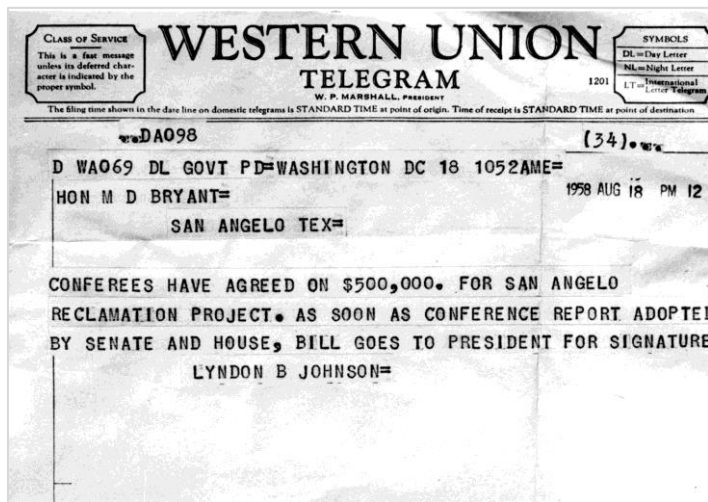 CLASS OF SERVICE
This is a fast message
unless its deferred char-
acter is indicated by the
proper symbol.
WESTERN UNION
TELEGRAM
W. P. MARSHALL, PRESIDENT
1201
SYMBOLS
DL=Day Letter
NL=Night Letter
LT=International Letter Telegram
The filing time shown in the date line on domestic telegrams is STANDARD TIME at point of origin. Time of receipt is STANDARD TIME at point of destination
DA098
(34).
D WA069 DL GOVT PD=WASHINGTON DC 18 1052AME=
1958 AUG 18 PM 12
HON M D BRYANT=
SAN ANGELO TEX=
CONFEREES HAVE AGREED ON $500,000. FOR SAN ANGELO
RECLAMATION PROJECT. AS SOON AS CONFERENCE REPORT ADOPTED
BY SENATE AND HOUSE, BILL GOES TO PRESIDENT FOR SIGNATURE
LYNDON B JOHNSON=